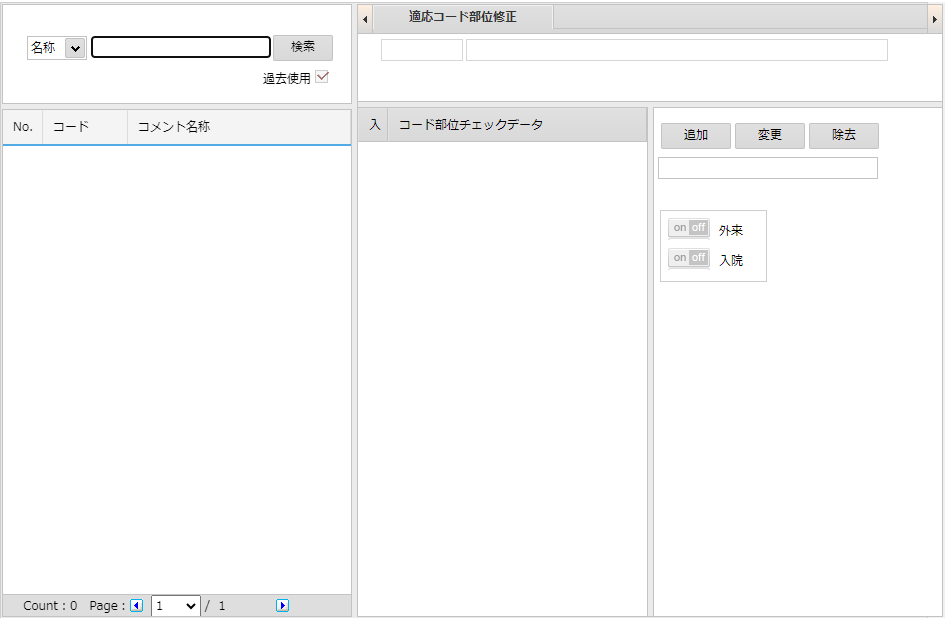 名称
検索
過去使用
No. コード コメント名称
Count : 0 Page : 1 / 1
適応コード部位修正
入 コード部位チェックデータ
追加 変更 除去
on off 外来
on off 入院